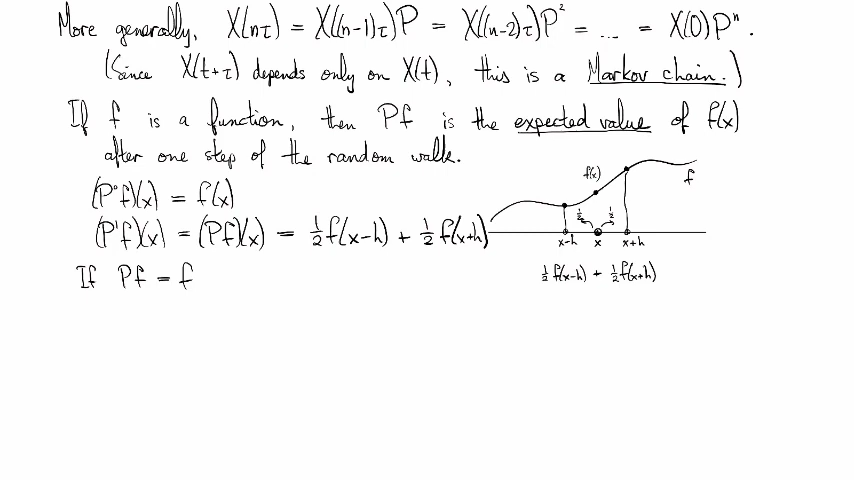 More generally, X(nτ) = X((n-1)τ)P = X((n-2)τ)P² = ... = X(0)Pⁿ.
(Since X(t+τ) depends only on X(t), this is a Markov chain.)
If f is a function, then Pf is the expected value of f(x)
after one step of the random walk.
(P⁰f)(x) = f(x)
(P¹f)(x) = (Pf)(x) = ½f(x-h) + ½f(x+h)
If Pf = f
f(x)
f
½ ½
x-h x x+h
½f(x-h) + ½f(x+h)